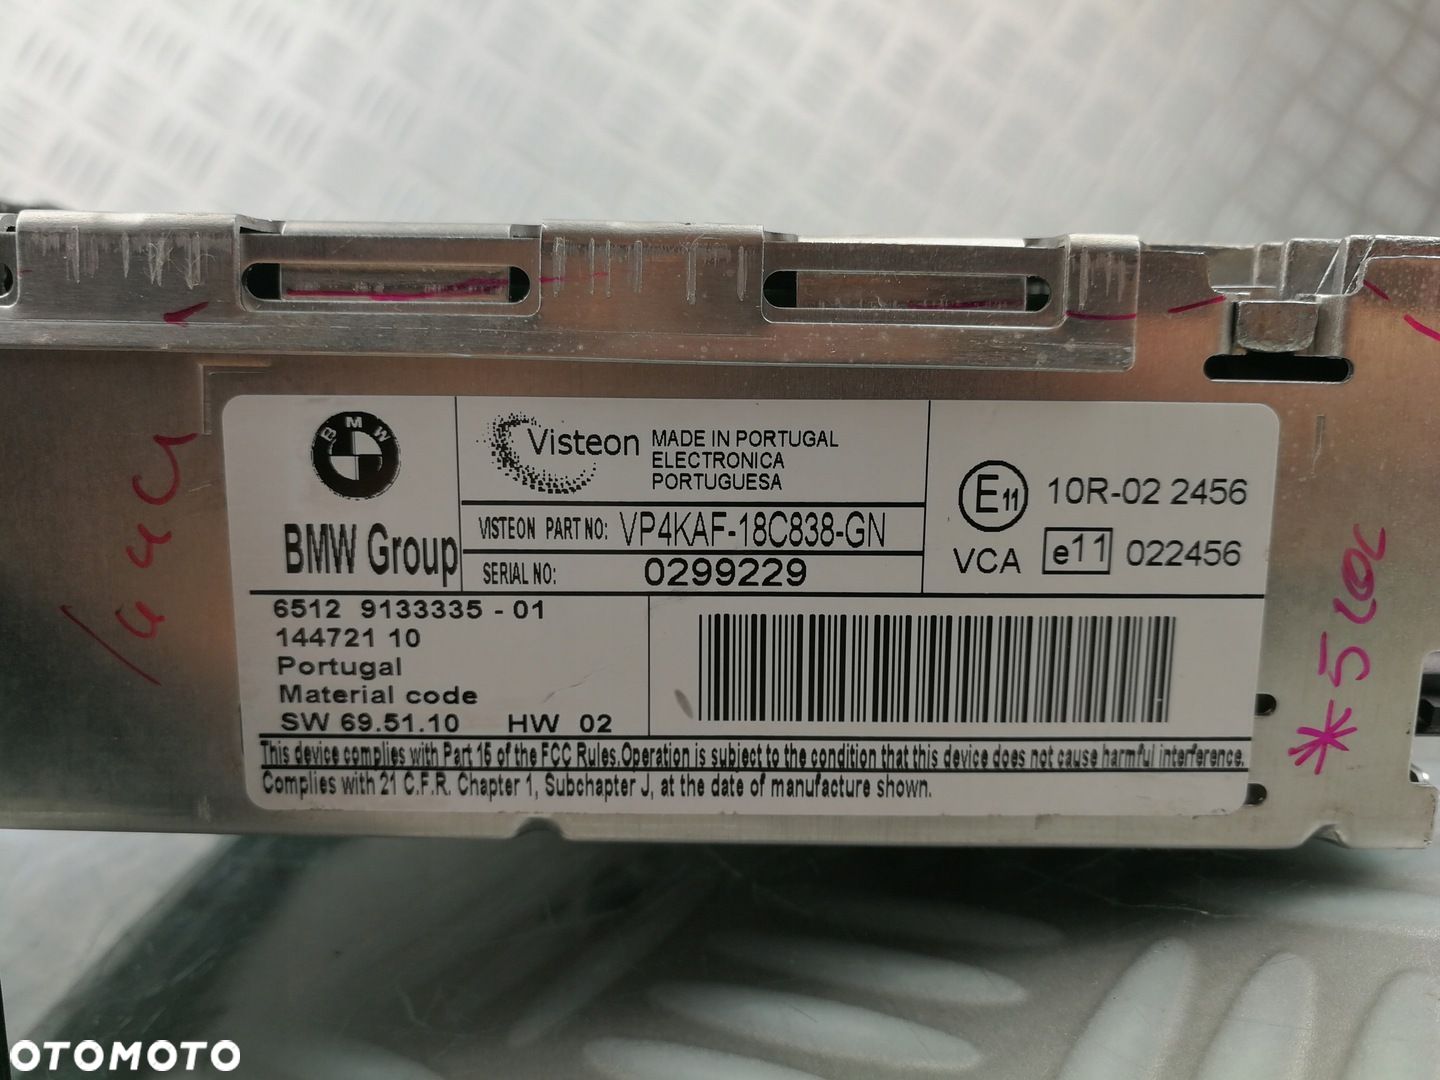 BMW
BMW Group
Visteon
MADE IN PORTUGAL
ELECTRONICA
PORTUGUESA
VISTEON PART NO: VP4KAF-18C838-GN
SERIAL NO: 0299229
E11 10R-02 2456
VCA e11 022456
6512 9133335 - 01
144721 10
Portugal
Material code
SW 69.51.10 HW 02
This device complies with Part 15 of the FCC Rules.Operation is subject to the condition that this device does not cause harmful interference.
Complies with 21 C.F.R. Chapter 1, Subchapter J, at the date of manufacture shown.
OTOMOTO